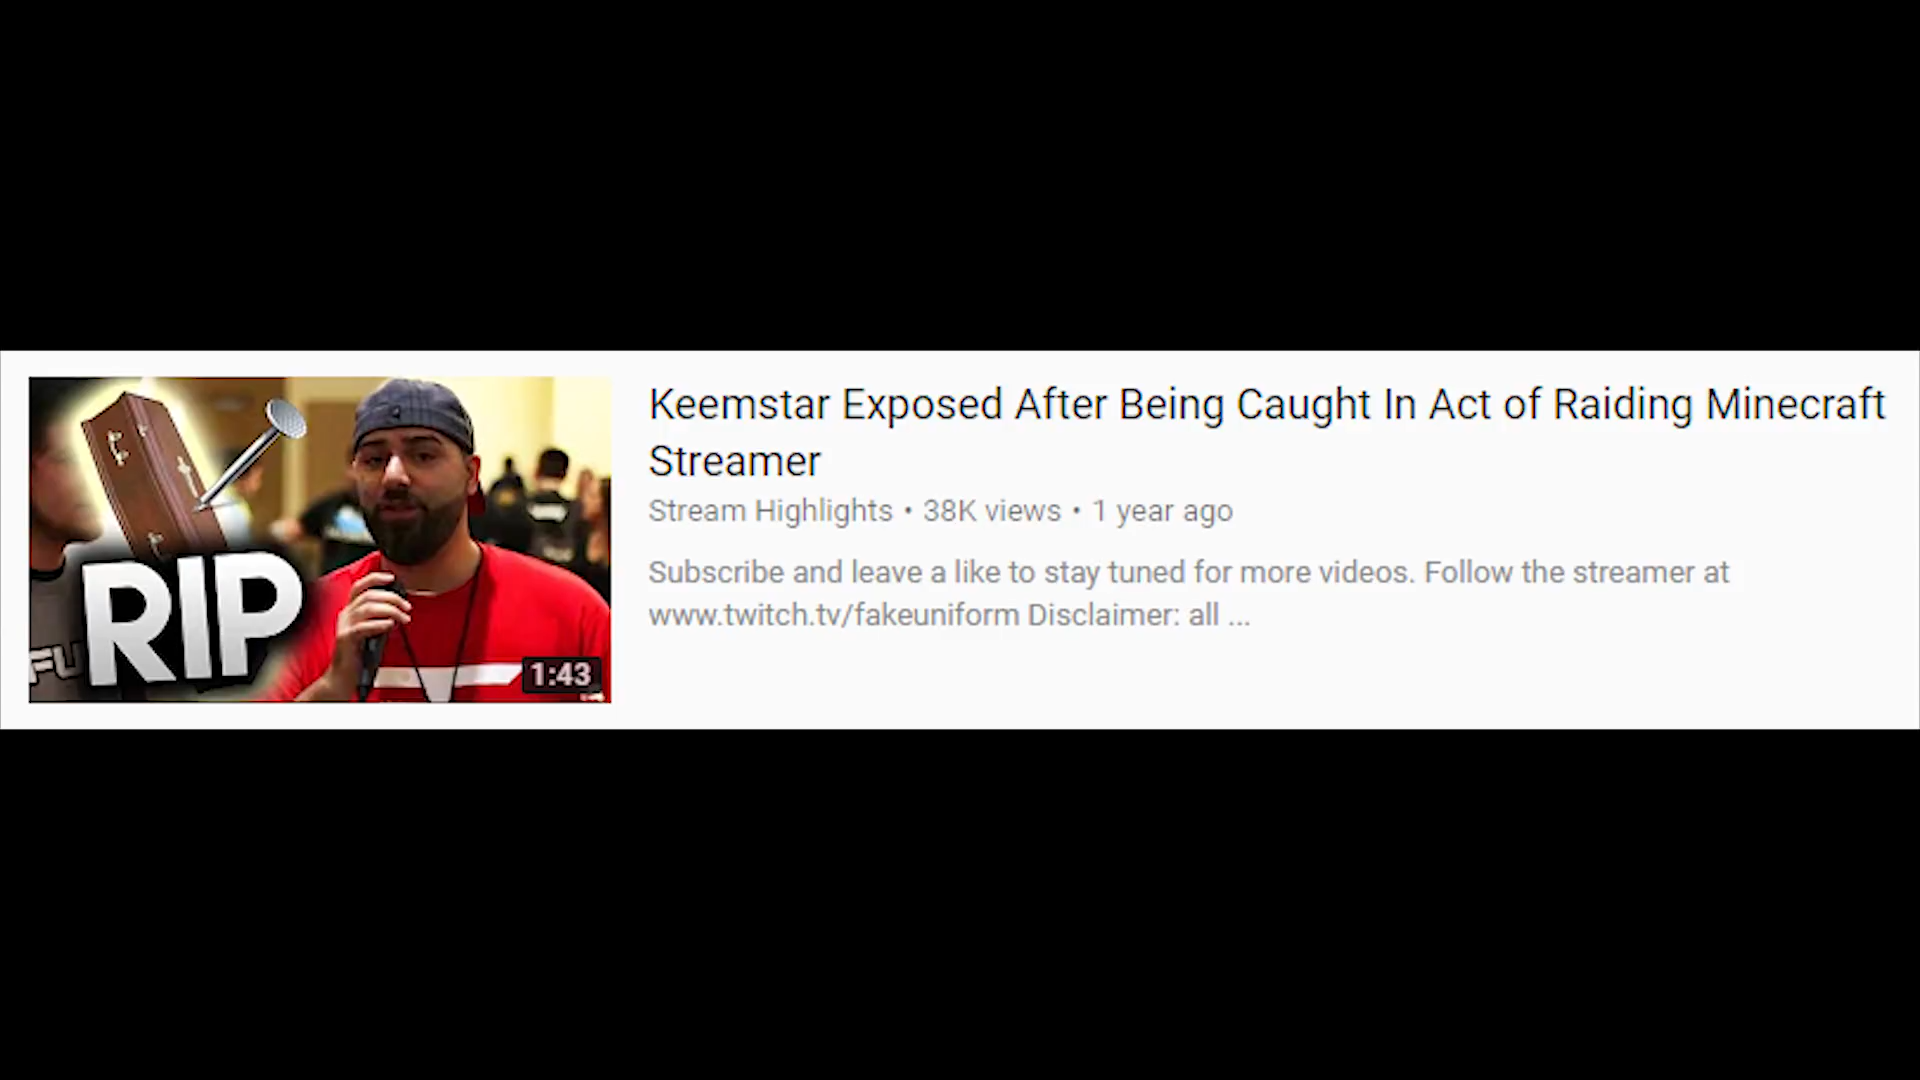 Keemstar Exposed After Being Caught In Act of Raiding Minecraft
Streamer
Stream Highlights • 38K views • 1 year ago
Subscribe and leave a like to stay tuned for more videos. Follow the streamer at
www.twitch.tv/fakeuniform Disclaimer: all ...
RIP
FU
1:43